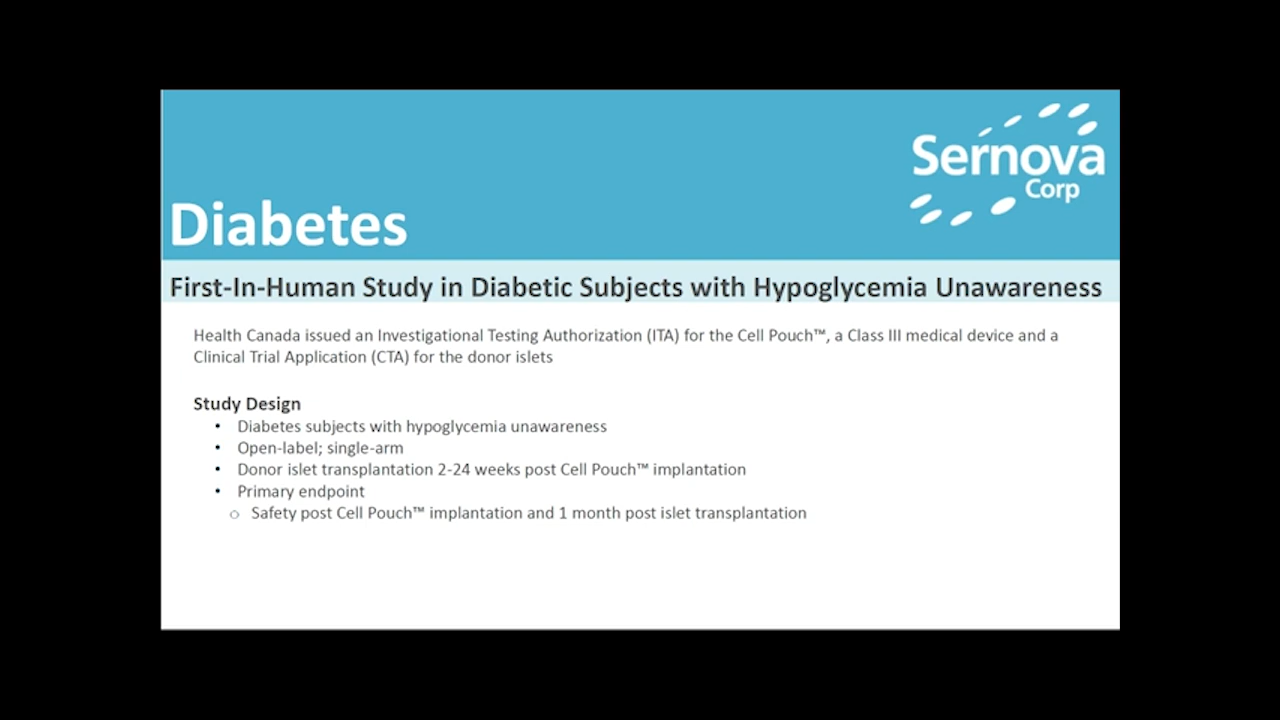 Sernova
Corp
Diabetes
First-In-Human Study in Diabetic Subjects with Hypoglycemia Unawareness
Health Canada issued an Investigational Testing Authorization (ITA) for the Cell Pouch™, a Class III medical device and a
Clinical Trial Application (CTA) for the donor islets
Study Design
• Diabetes subjects with hypoglycemia unawareness
• Open-label; single-arm
• Donor islet transplantation 2-24 weeks post Cell Pouch™ implantation
• Primary endpoint
○ Safety post Cell Pouch™ implantation and 1 month post islet transplantation